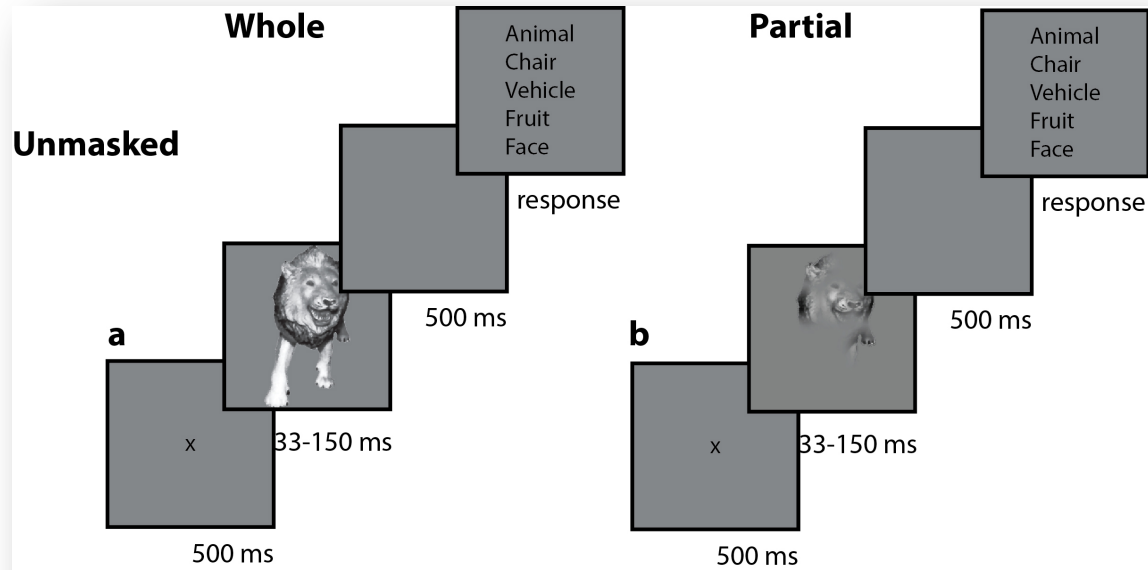 Whole
Unmasked
a
x
500 ms
33-150 ms
500 ms
Animal
Chair
Vehicle
Fruit
Face
response
Partial
b
x
500 ms
33-150 ms
500 ms
Animal
Chair
Vehicle
Fruit
Face
response